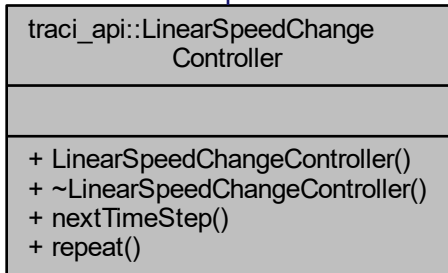 traci_api::LinearSpeedChange
Controller
+ LinearSpeedChangeController()
+ ~LinearSpeedChangeController()
+ nextTimeStep()
+ repeat()